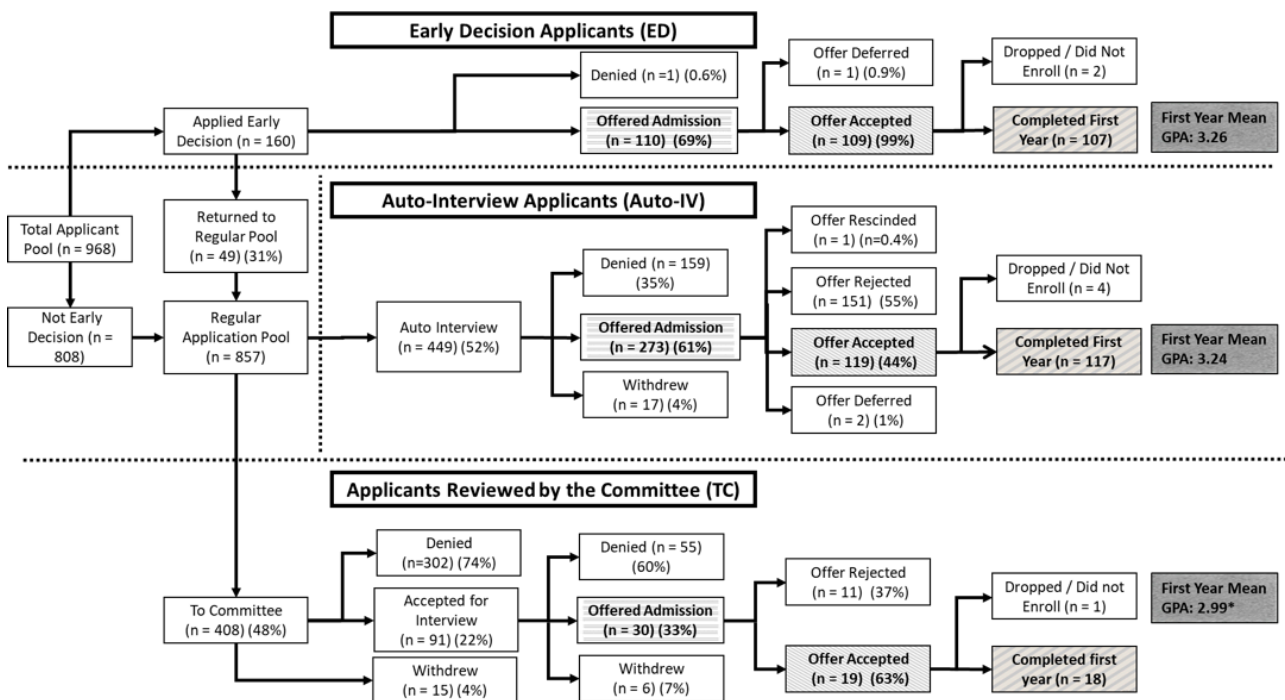 Early Decision Applicants (ED)
Denied (n =1) (0.6%)
Offer Deferred
(n = 1) (0.9%)
Dropped / Did Not
Enroll (n = 2)
Applied Early
Decision (n = 160)
Offered Admission
(n = 110) (69%)
Offer Accepted
(n = 109) (99%)
Completed First
Year (n = 107)
First Year Mean
GPA: 3.26
Auto-Interview Applicants (Auto-IV)
Total Applicant
Pool (n = 968)
Returned to
Regular Pool
(n = 49) (31%)
Not Early
Decision (n =
808)
Regular
Application Pool
(n = 857)
Auto Interview
(n = 449) (52%)
Denied (n = 159)
(35%)
Offered Admission
(n = 273) (61%)
Withdrew
(n = 17) (4%)
Offer Rescinded
(n = 1) (n=0.4%)
Offer Rejected
(n = 151) (55%)
Offer Accepted
(n = 119) (44%)
Offer Deferred
(n = 2) (1%)
Dropped / Did Not
Enroll (n = 4)
Completed First
Year (n = 117)
First Year Mean
GPA: 3.24
Applicants Reviewed by the Committee (TC)
To Committee
(n = 408) (48%)
Denied
(n=302) (74%)
Accepted for
Interview
(n = 91) (22%)
Withdrew
(n = 15) (4%)
Denied (n = 55)
(60%)
Offered Admission
(n = 30) (33%)
Withdrew
(n = 6) (7%)
Offer Rejected
(n = 11) (37%)
Offer Accepted
(n = 19) (63%)
Dropped / Did not
Enroll (n = 1)
Completed first
year (n = 18)
First Year Mean
GPA: 2.99*